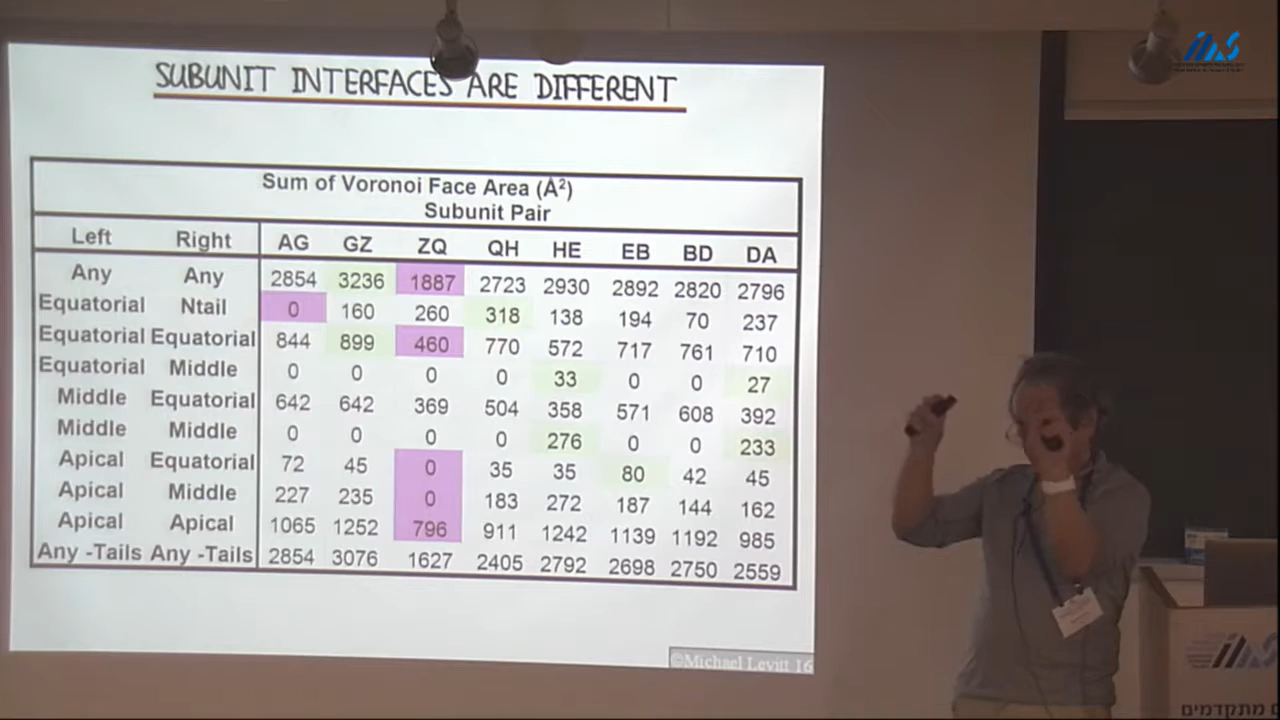 SUBUNIT INTERFACES ARE DIFFERENT
Sum of Voronoi Face Area (Å²)
Subunit Pair
Left Right AG GZ ZQ QH HE EB BD DA
Any Any 2854 3236 1887 2723 2930 2892 2820 2796
Equatorial Ntail 0 160 260 318 138 194 70 237
Equatorial Equatorial 844 899 460 770 572 717 761 710
Equatorial Middle 0 0 0 0 33 0 0 27
Middle Equatorial 642 642 369 504 358 571 608 392
Middle Middle 0 0 0 0 276 0 0 233
Apical Equatorial 72 45 0 35 35 80 42 45
Apical Middle 227 235 0 183 272 187 144 162
Apical Apical 1065 1252 796 911 1242 1139 1192 985
Any -Tails Any -Tails 2854 3076 1627 2405 2792 2698 2750 2559
©Michael Levitt 16
IIAS
IIAS
מתקדמים